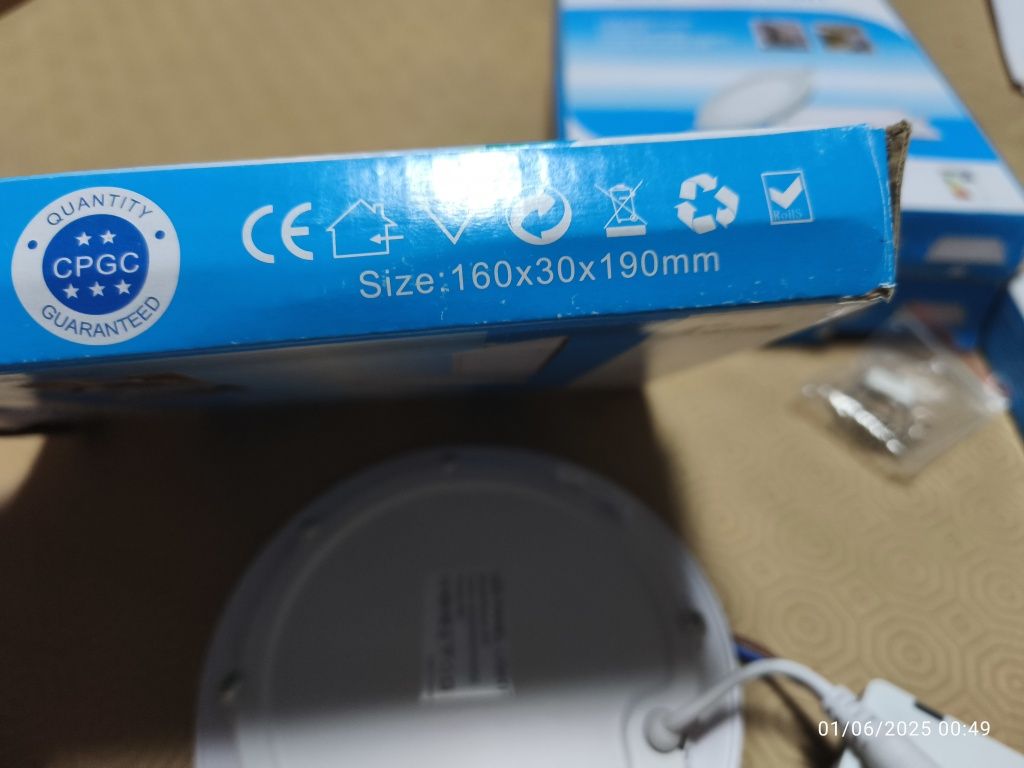 QUANTITY
CPGC
GUARANTEED
CE
RoHS
Size:160x30x190mm
01/06/2025 00:49